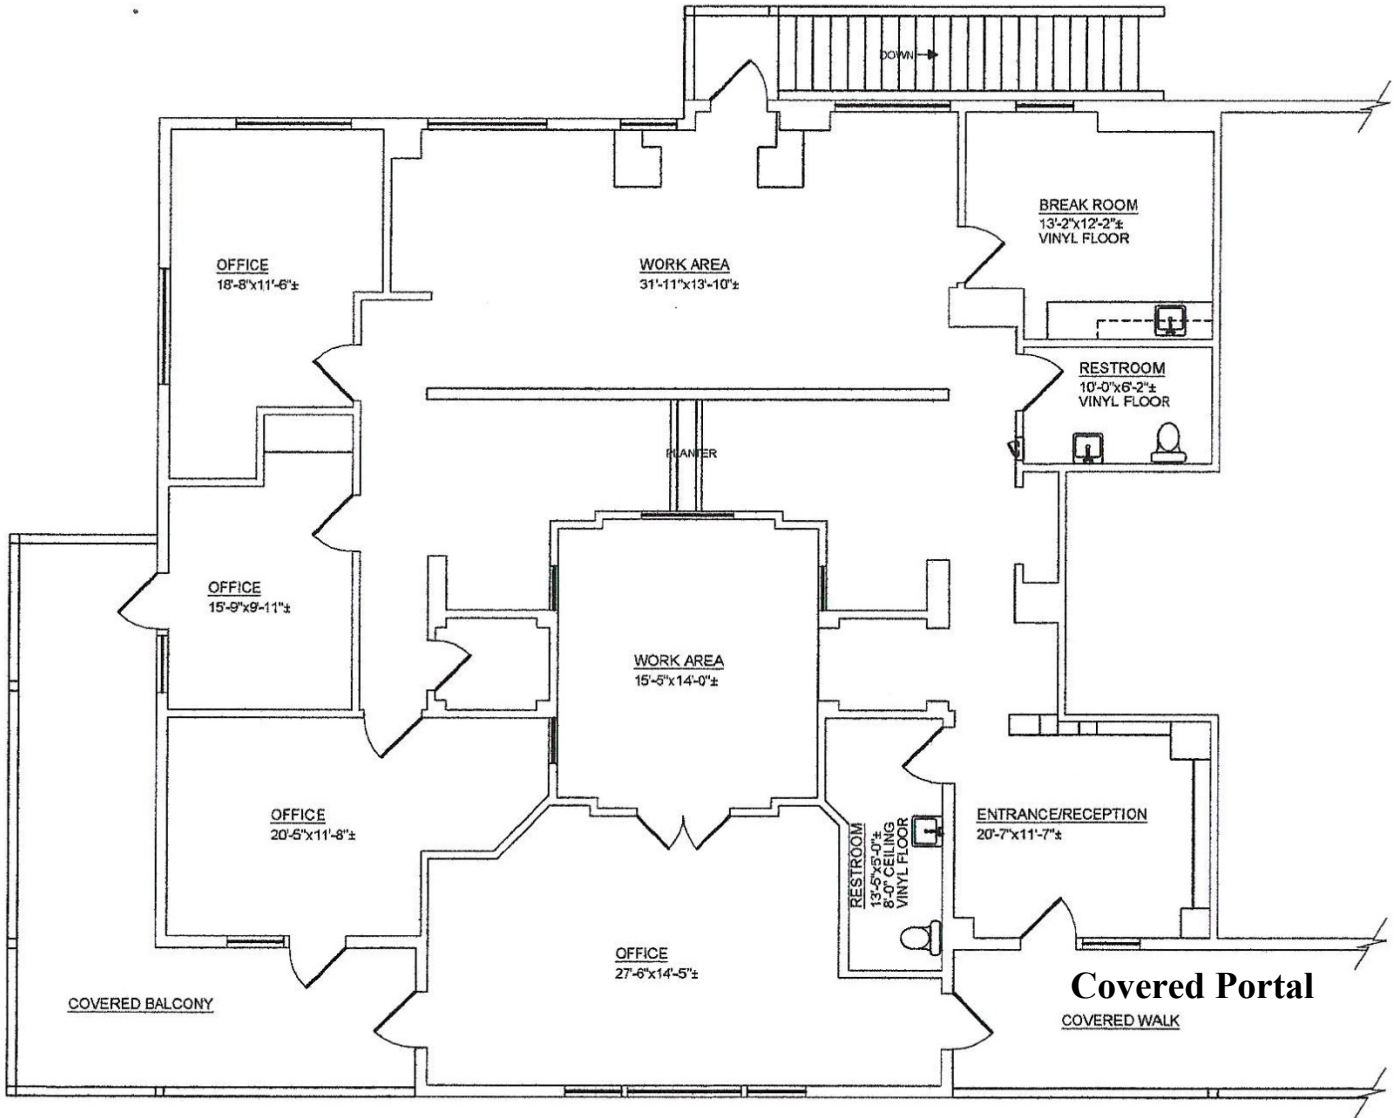 DOWN
BREAK ROOM
13'-2"x12'-2"±
VINYL FLOOR
OFFICE
18'-8"x11'-6"±
WORK AREA
31'-11"x13'-10"±
RESTROOM
10'-0"x6'-2"±
VINYL FLOOR
PLANTER
OFFICE
15'-9"x9'-11"±
WORK AREA
15'-5"x14'-0"±
OFFICE
20'-5"x11'-8"±
ENTRANCE/RECEPTION
20'-7"x11'-7"±
RESTROOM
13'-5"x5'-0"±
8'-0" CEILING
VINYL FLOOR
OFFICE
27'-6"x14'-5"±
COVERED BALCONY
Covered Portal
COVERED WALK